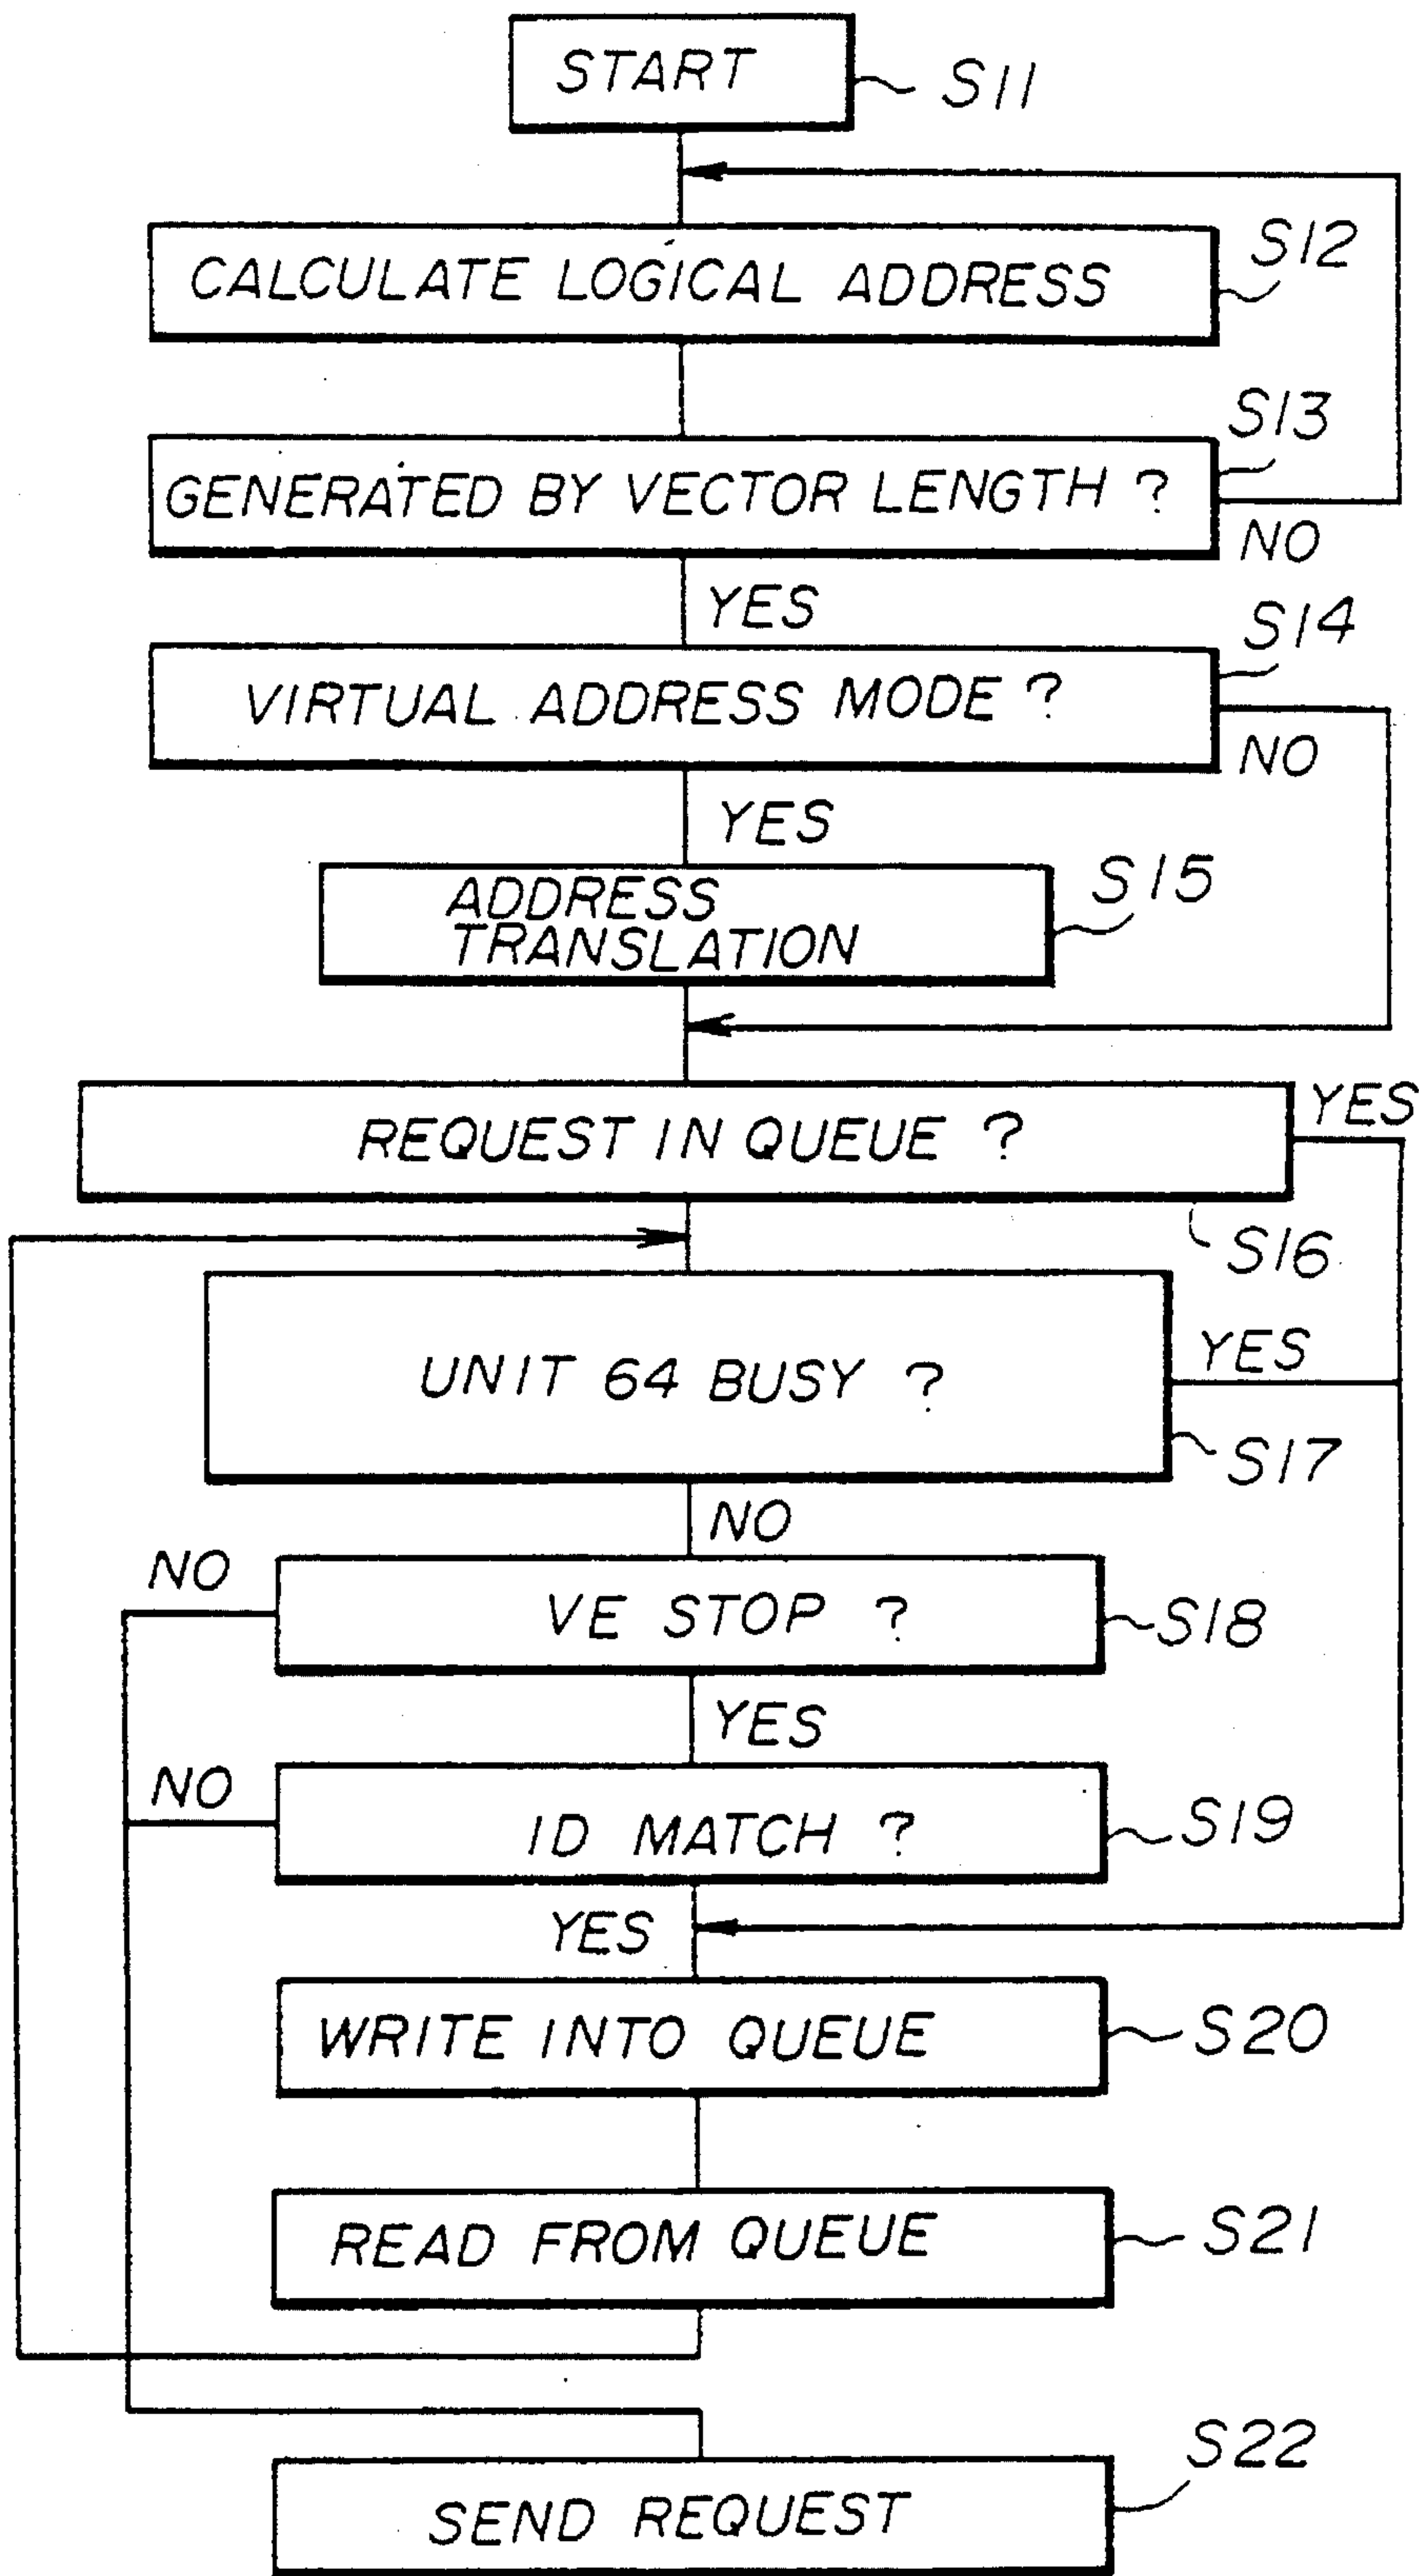 START
S11
S12
CALCULATE LOGICAL ADDRESS
S13
GENERATED BY VECTOR LENGTH ?
NO
YES
S14
VIRTUAL ADDRESS MODE ?
NO
YES
S15
ADDRESS
TRANSLATION
YES
REQUEST IN QUEUE ?
S16
YES
UNIT 64 BUSY ?
S17
NO
NO
VE STOP ?
S18
YES
NO
ID MATCH ?
S19
YES
WRITE INTO QUEUE
S20
READ FROM QUEUE
S21
S22
SEND REQUEST